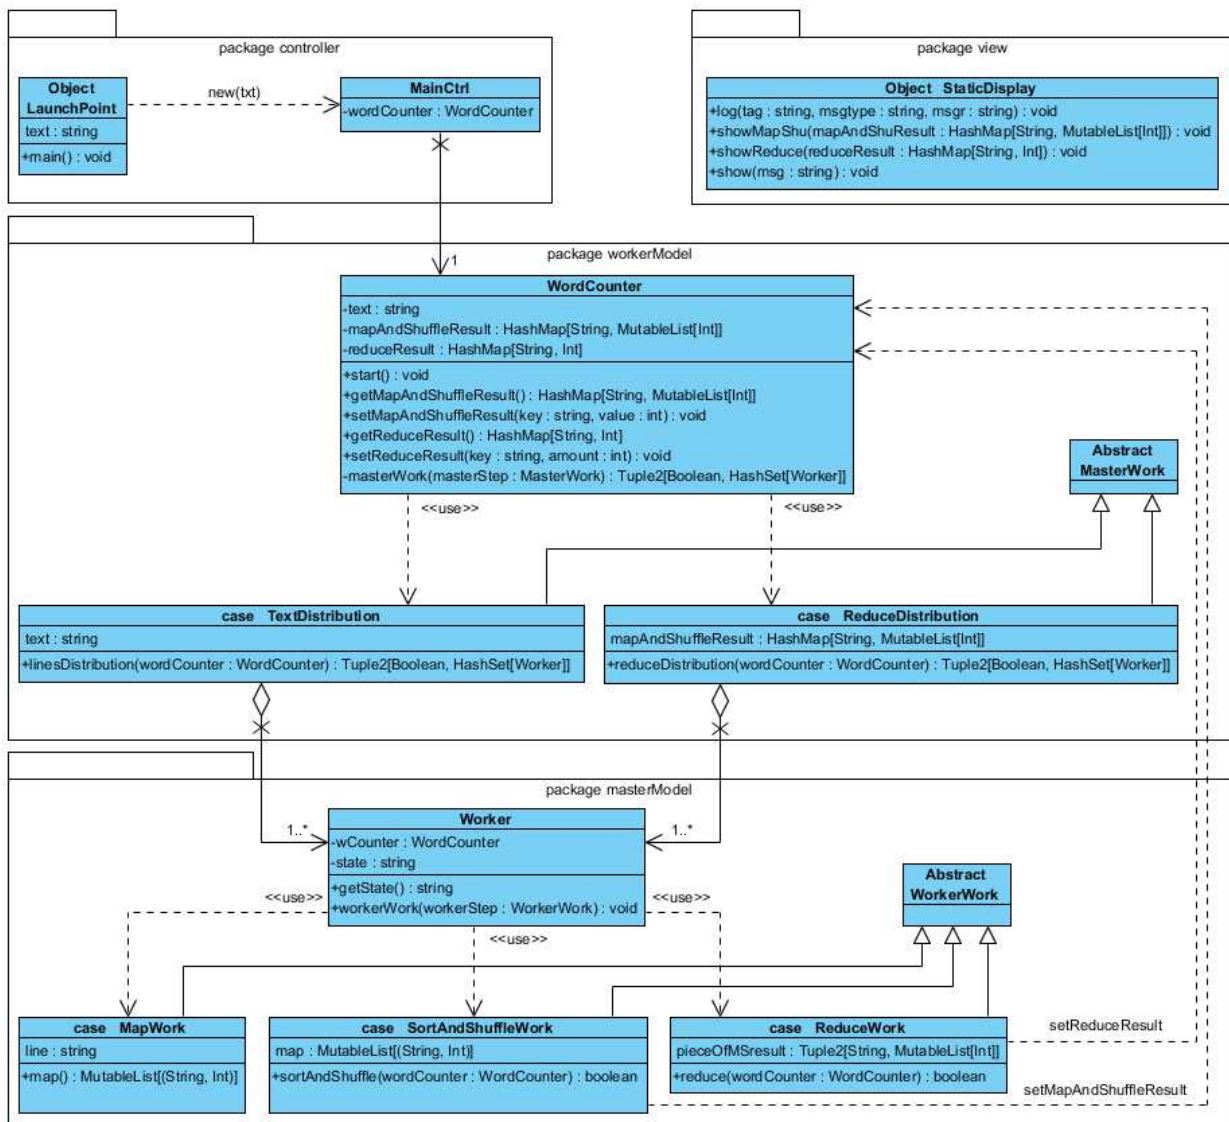 package controller
Object
LaunchPoint
text : string
+main() : void
new(txt)
MainCtrl
-wordCounter : WordCounter
package view
Object StaticDisplay
+log(tag : string, msgtype : string, msgr : string) : void
+showMapShu(mapAndShuResult : HashMap[String, MutableList[Int]]) : void
+showReduce(reduceResult : HashMap[String, Int]) : void
+show(msg : string) : void
package workerModel
1
WordCounter
-text : string
-mapAndShuffleResult : HashMap[String, MutableList[Int]]
-reduceResult : HashMap[String, Int]
+start() : void
+getMapAndShuffleResult() : HashMap[String, MutableList[Int]]
+setMapAndShuffleResult(key : string, value : int) : void
+getReduceResult() : HashMap[String, Int]
+setReduceResult(key : string, amount : int) : void
-masterWork(masterStep : MasterWork) : Tuple2[Boolean, HashSet[Worker]]
Abstract
MasterWork
<<use>>
<<use>>
case TextDistribution
text : string
+linesDistribution(wordCounter : WordCounter) : Tuple2[Boolean, HashSet[Worker]]
case ReduceDistribution
mapAndShuffleResult : HashMap[String, MutableList[Int]]
+reduceDistribution(wordCounter : WordCounter) : Tuple2[Boolean, HashSet[Worker]]
package masterModel
1..*
1..*
Worker
-wCounter : WordCounter
-state : string
+getState() : string
+workerWork(workerStep : WorkerWork) : void
Abstract
WorkerWork
<<use>>
<<use>>
<<use>>
case MapWork
line : string
+map() : MutableList[(String, Int)]
case SortAndShuffleWork
map : MutableList[(String, Int)]
+sortAndShuffle(wordCounter : WordCounter) : boolean
case ReduceWork
pieceOfMSresult : Tuple2[String, MutableList[Int]]
+reduce(wordCounter : WordCounter) : boolean
setReduceResult
setMapAndShuffleResult